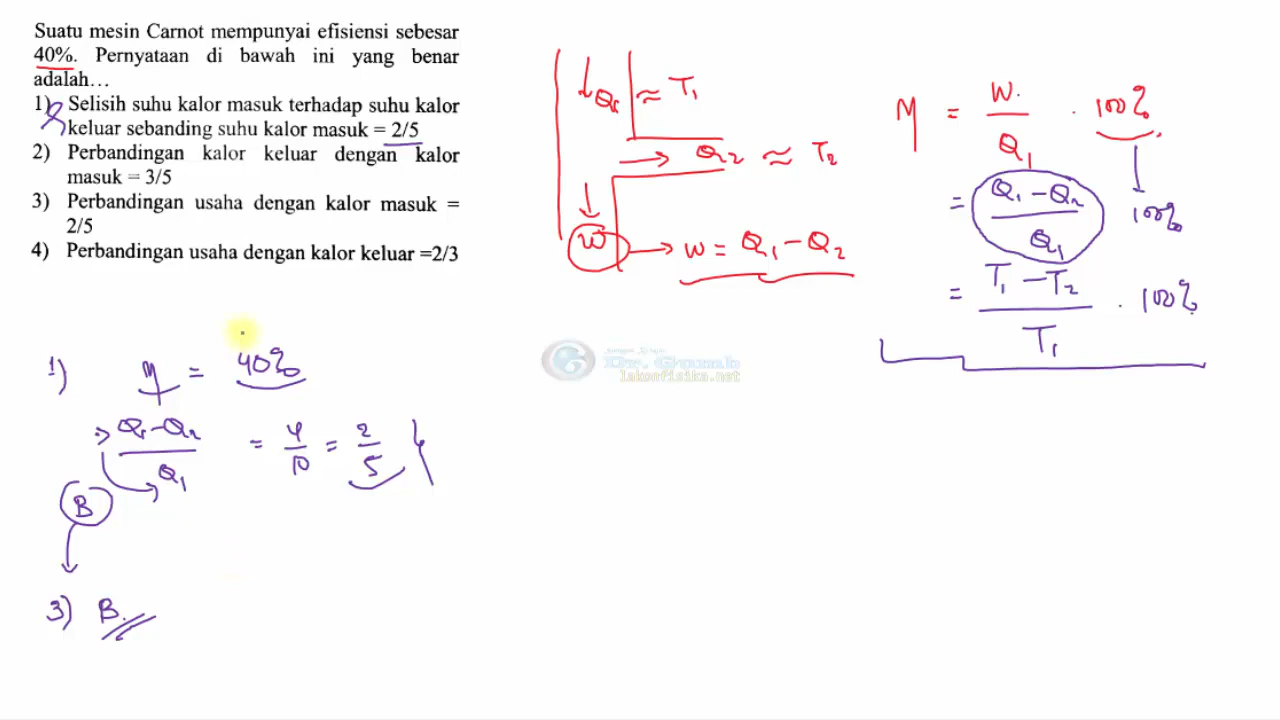 Suatu mesin Carnot mempunyai efisiensi sebesar
40%. Pernyataan di bawah ini yang benar
adalah...
1) Selisih suhu kalor masuk terhadap suhu kalor
keluar sebanding suhu kalor masuk = 2/5
2) Perbandingan kalor keluar dengan kalor
masuk = 3/5
3) Perbandingan usaha dengan kalor masuk =
2/5
4) Perbandingan usaha dengan kalor keluar =2/3
Q₁ ≈ T₁
Q₂ ≈ T₂
W → W = Q₁ – Q₂
η = W/Q₁ · 100%
= (Q₁ – Q₂)/Q₁ 100%
= (T₁ – T₂)/T₁ · 100%
1) η = 40%
(Q₁ – Q₂)/Q₁ = 4/10 = 2/5
B
3) B.
Dr. Gumb
lakonfisika.net